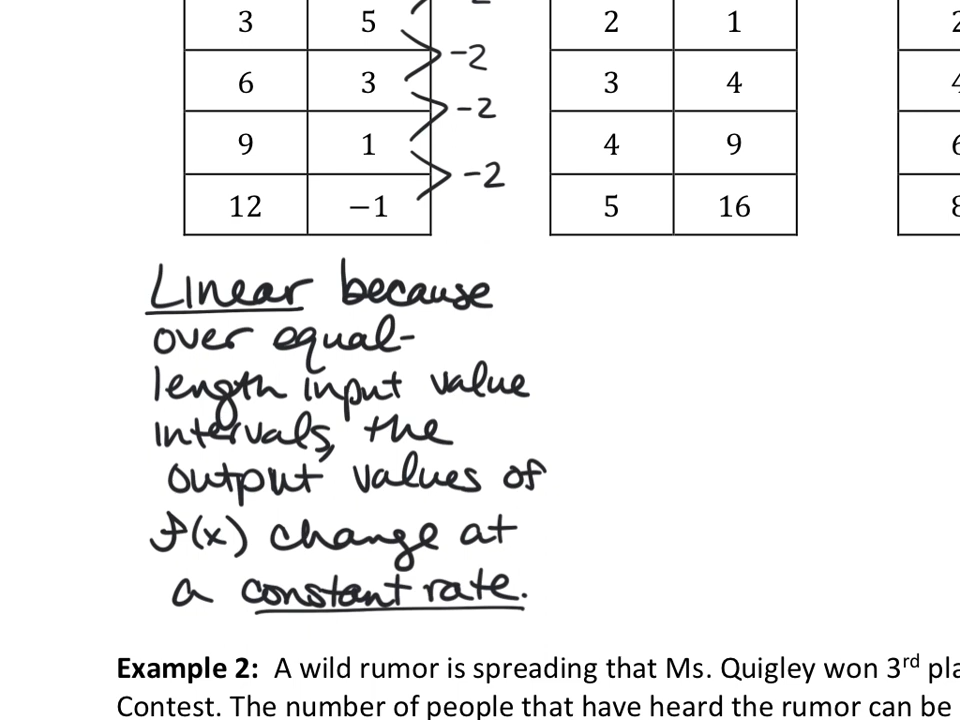 3 5 2 1
-2
6 3 3 4
-2
9 1 4 9
-2
12 −1 5 16
Linear because
over equal-
length input value
intervals, the
output values of
f(x) change at
a constant rate.
Example 2: A wild rumor is spreading that Ms. Quigley won 3rd pla
Contest. The number of people that have heard the rumor can be